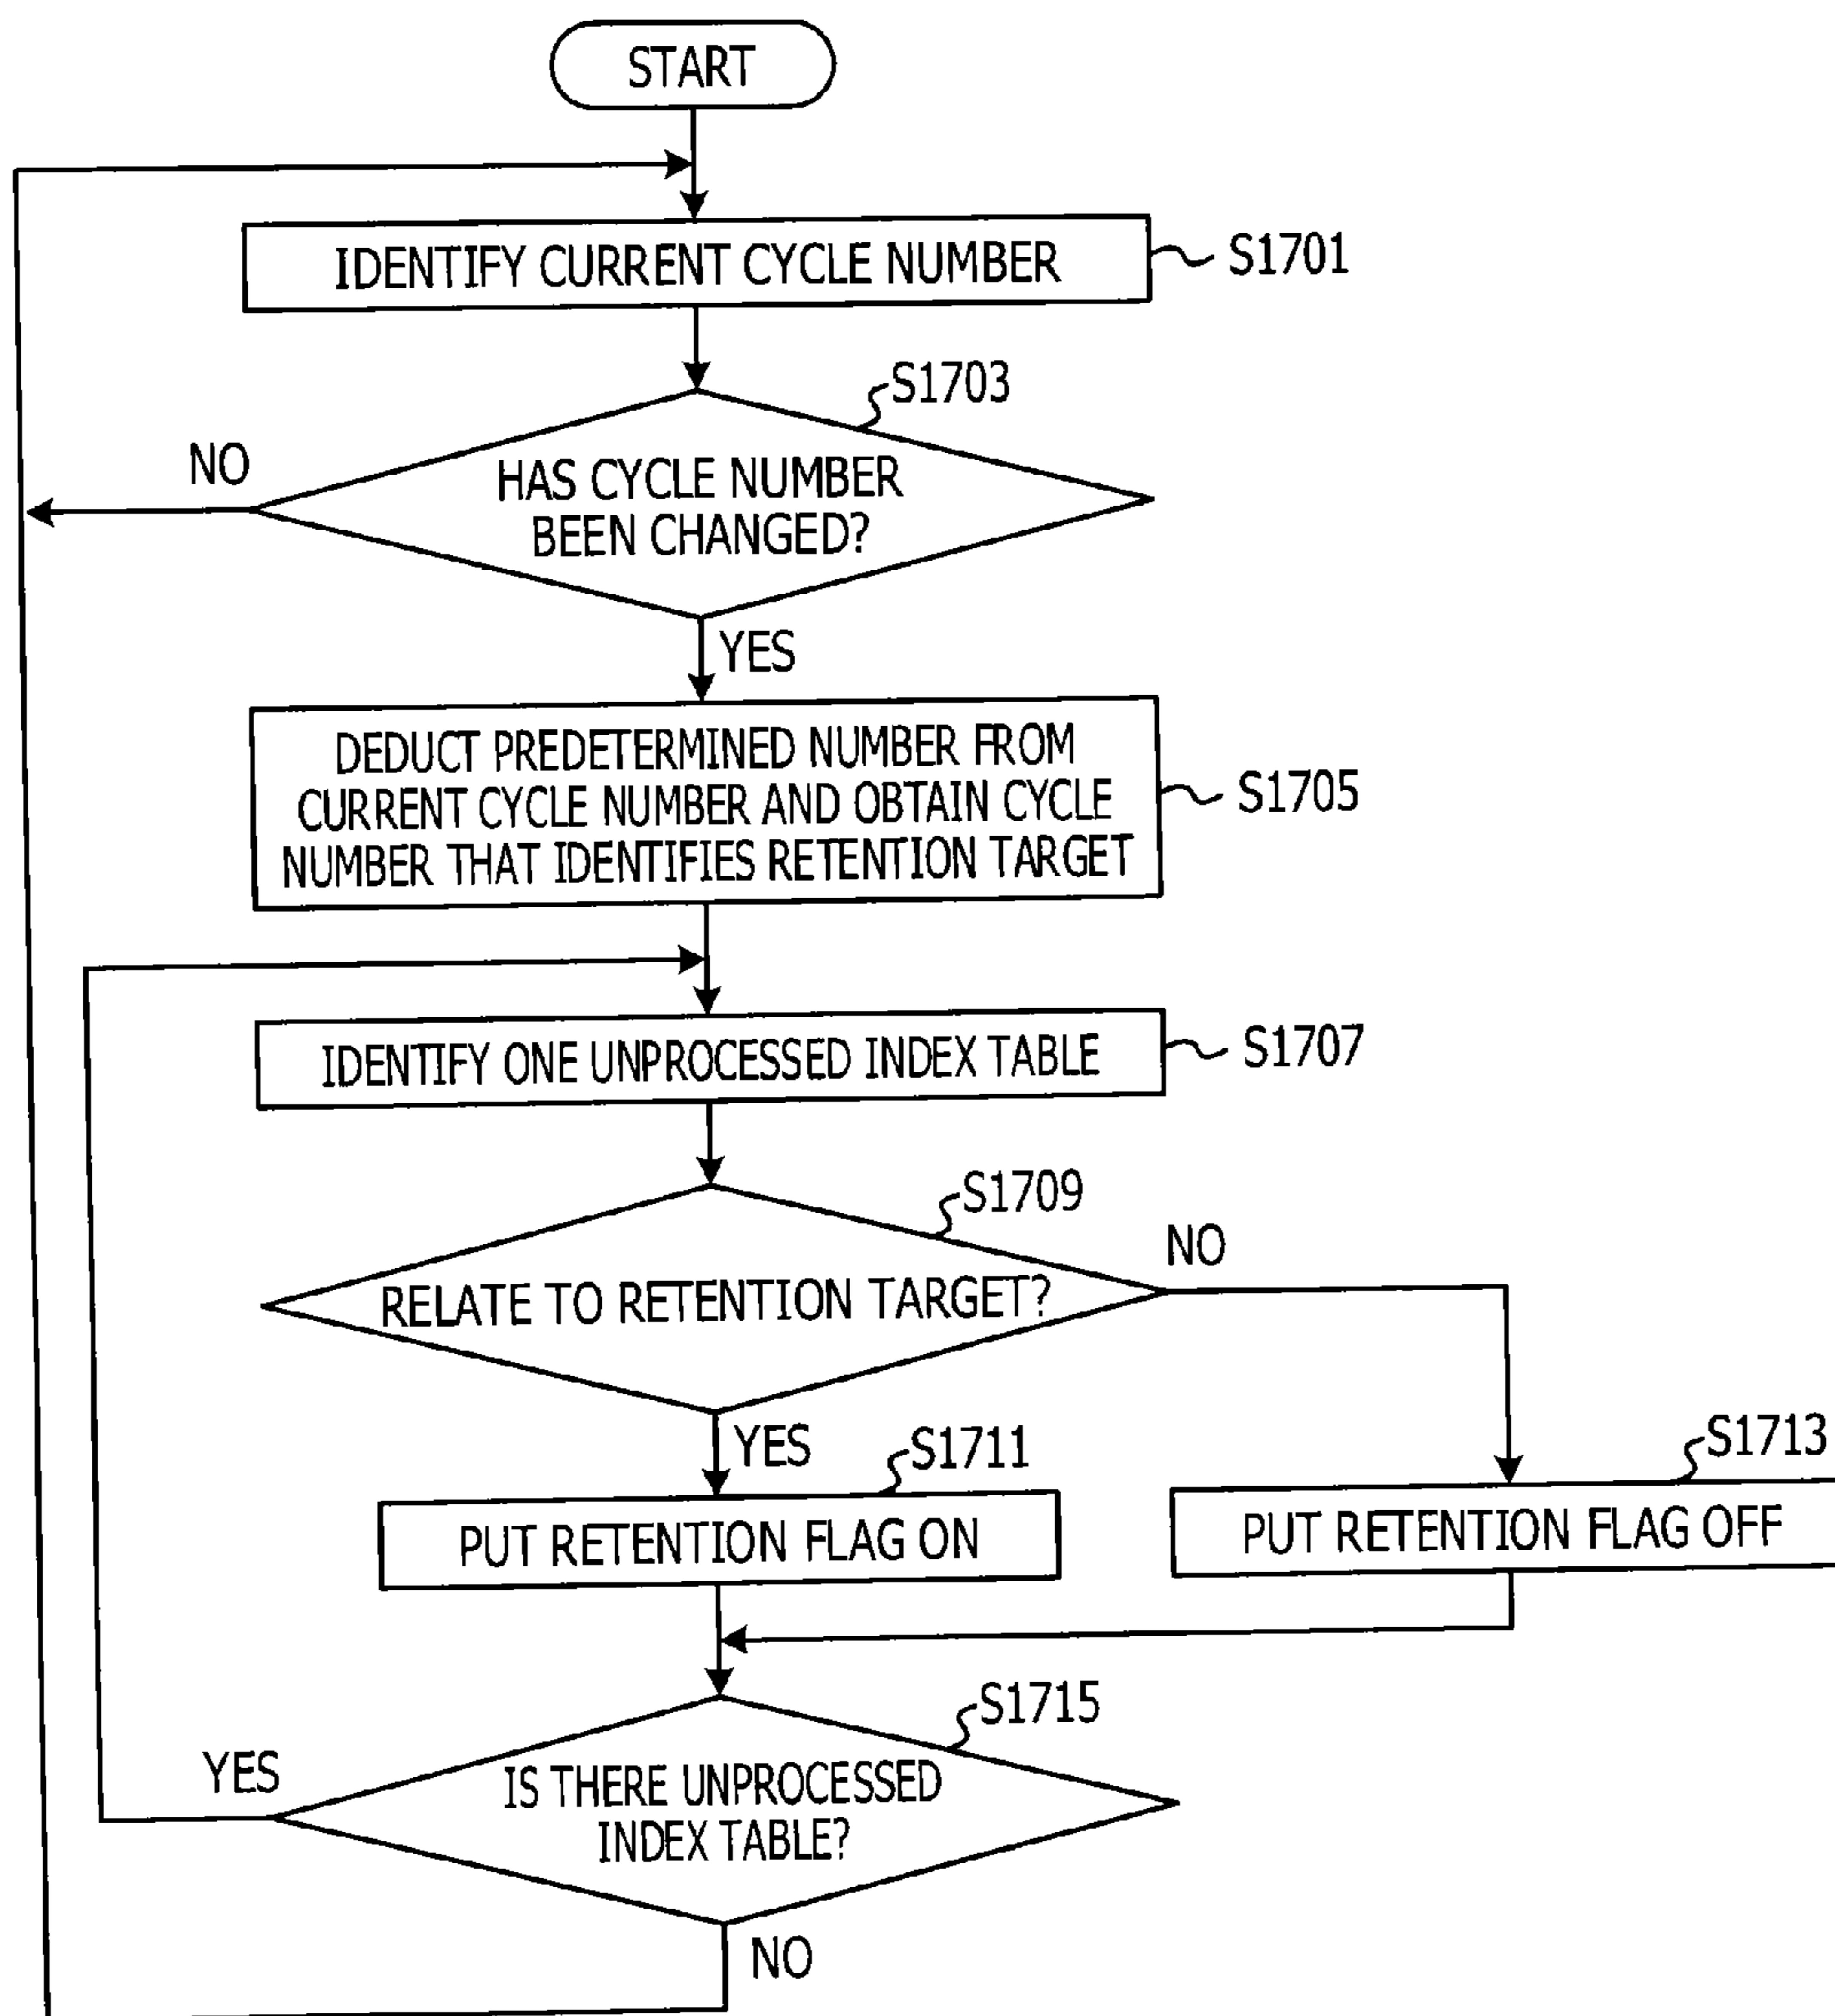 START
IDENTIFY CURRENT CYCLE NUMBER
S1701
S1703
NO
HAS CYCLE NUMBER
BEEN CHANGED?
YES
DEDUCT PREDETERMINED NUMBER FROM
CURRENT CYCLE NUMBER AND OBTAIN CYCLE
NUMBER THAT IDENTIFIES RETENTION TARGET
S1705
IDENTIFY ONE UNPROCESSED INDEX TABLE
S1707
S1709
NO
RELATE TO RETENTION TARGET?
YES
S1711
S1713
PUT RETENTION FLAG ON
PUT RETENTION FLAG OFF
S1715
YES
IS THERE UNPROCESSED
INDEX TABLE?
NO